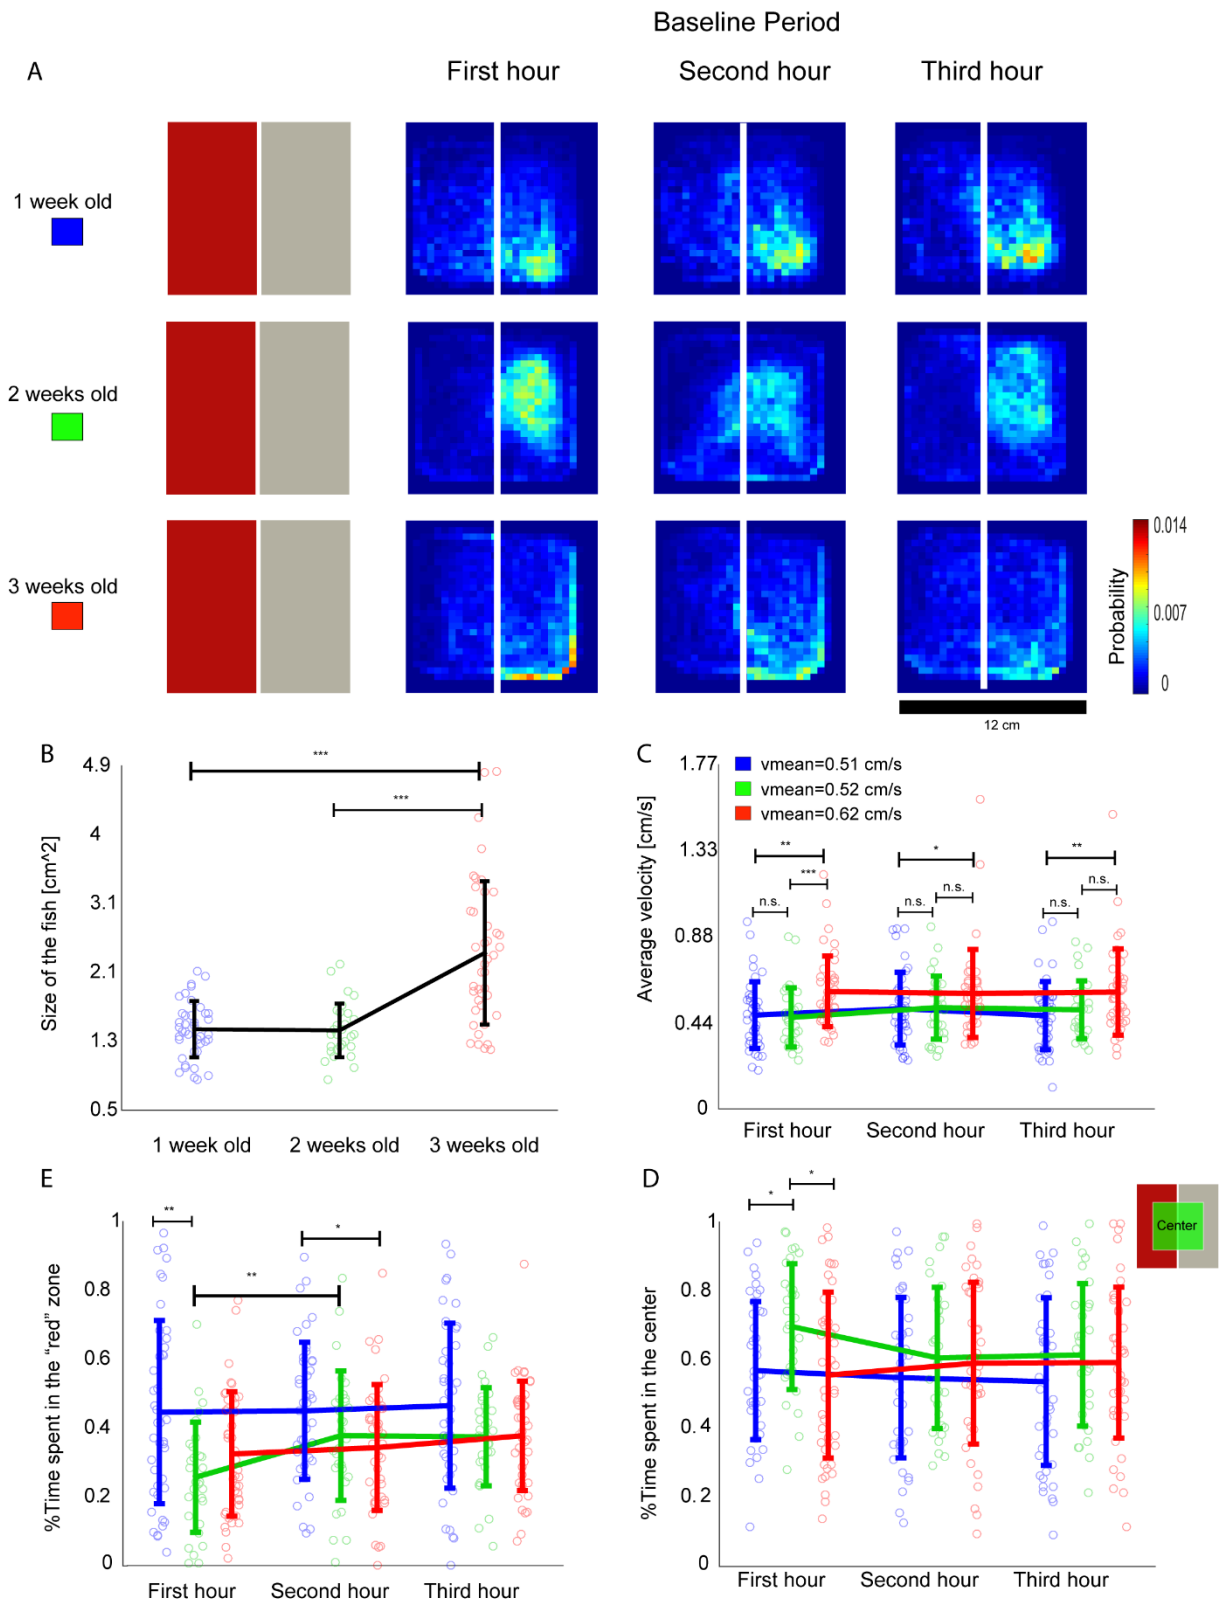 Baseline Period
A
First hour
Second hour
Third hour
1 week old
2 weeks old
3 weeks old
Probability
0.014
0.007
0
12 cm
B
Size of the fish [cm^2]
4.9
4
3.1
2.1
1.3
0.5
***
***
1 week old
2 weeks old
3 weeks old
C
Average velocity [cm/s]
1.77
1.33
0.88
0.44
0
vmean=0.51 cm/s
vmean=0.52 cm/s
vmean=0.62 cm/s
**
***
n.s.
*
n.s.
n.s.
**
n.s.
n.s.
First hour
Second hour
Third hour
E
%Time spent in the "red" zone
1
0.8
0.6
0.4
0.2
0
**
**
*
First hour
Second hour
Third hour
D
%Time spent in the center
1
0.8
0.6
0.4
0.2
0
*
*
Center
First hour
Second hour
Third hour